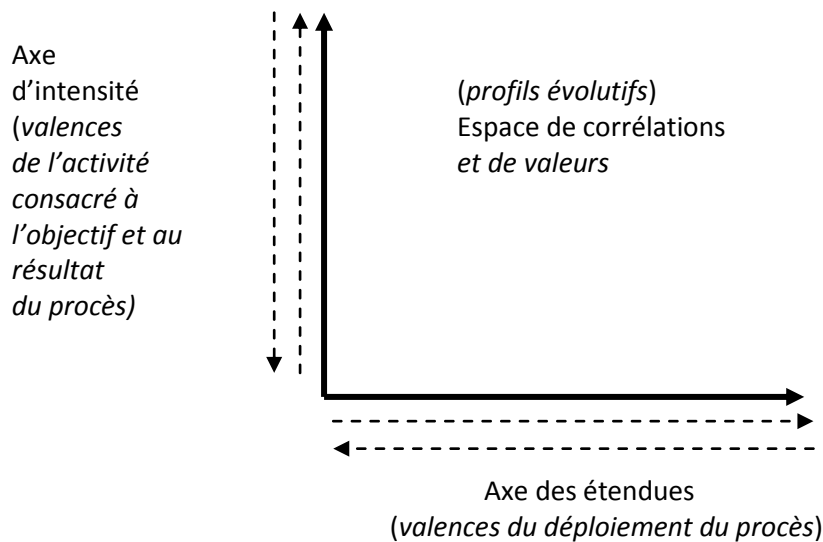 Axe
d’intensité
(valences
de l’activité
consacré à
l’objectif et au
résultat
du procès)
(profils évolutifs)
Espace de corrélations
et de valeurs
Axe des étendues
(valences du déploiement du procès)